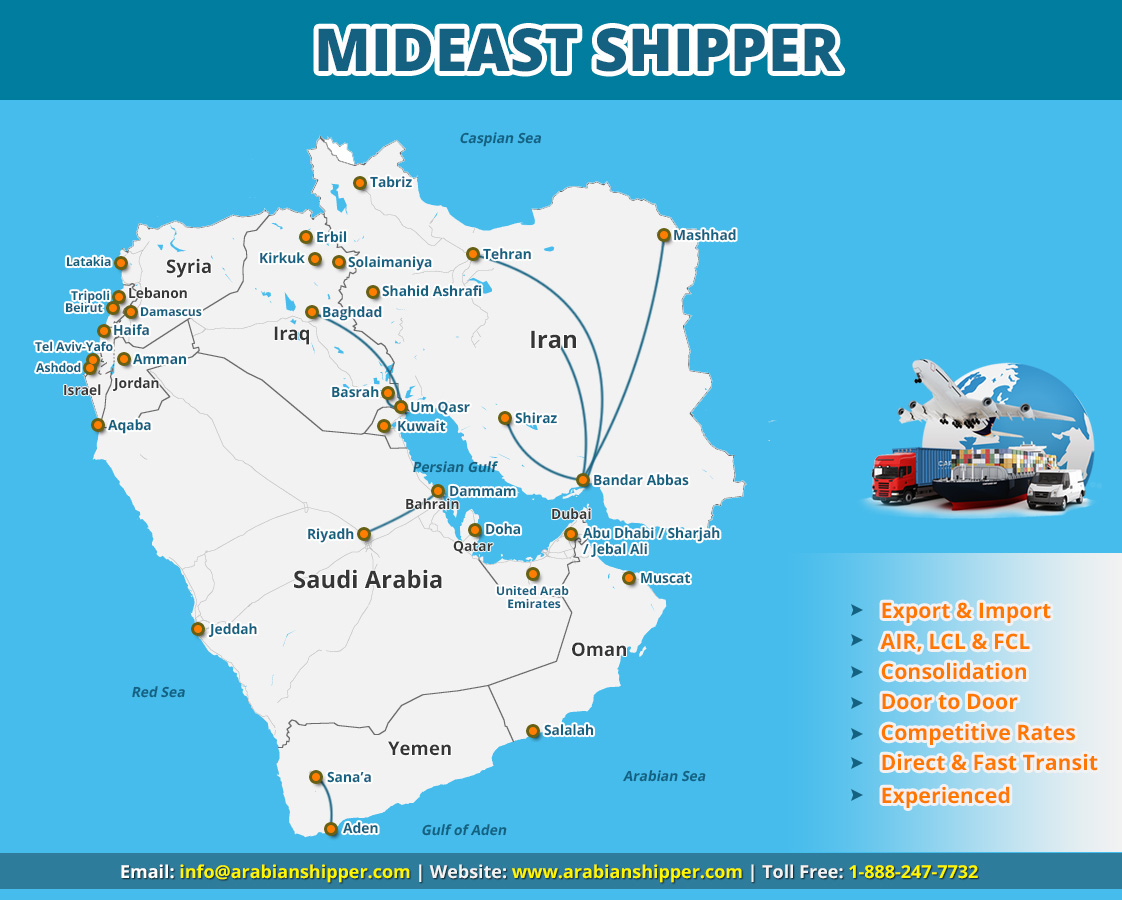 MIDEAST SHIPPER
Caspian Sea
Tabriz
Mashhad
Erbil
Tehran
Kirkuk
Solaimaniya
Latakia
Syria
Shahid Ashrafi
Tripoli
Lebanon
Beirut
Damascus
Baghdad
Haifa
Iraq
Iran
Tel Aviv-Yafo
Amman
Ashdod
Israel
Jordan
Basrah
Um Qasr
Aqaba
Kuwait
Shiraz
Persian Gulf
Bandar Abbas
Dammam
Bahrain
Dubai
Riyadh
Doha
Abu Dhabi / Sharjah
/ Jebal Ali
Qatar
Saudi Arabia
Muscat
United Arab
Emirates
Jeddah
Oman
Red Sea
Salalah
Yemen
Sana’a
Arabian Sea
Aden
Gulf of Aden
Export & Import
AIR, LCL & FCL
Consolidation
Door to Door
Competitive Rates
Direct & Fast Transit
Experienced
Email: info@arabianshipper.com | Website: www.arabianshipper.com | Toll Free: 1-888-247-7732